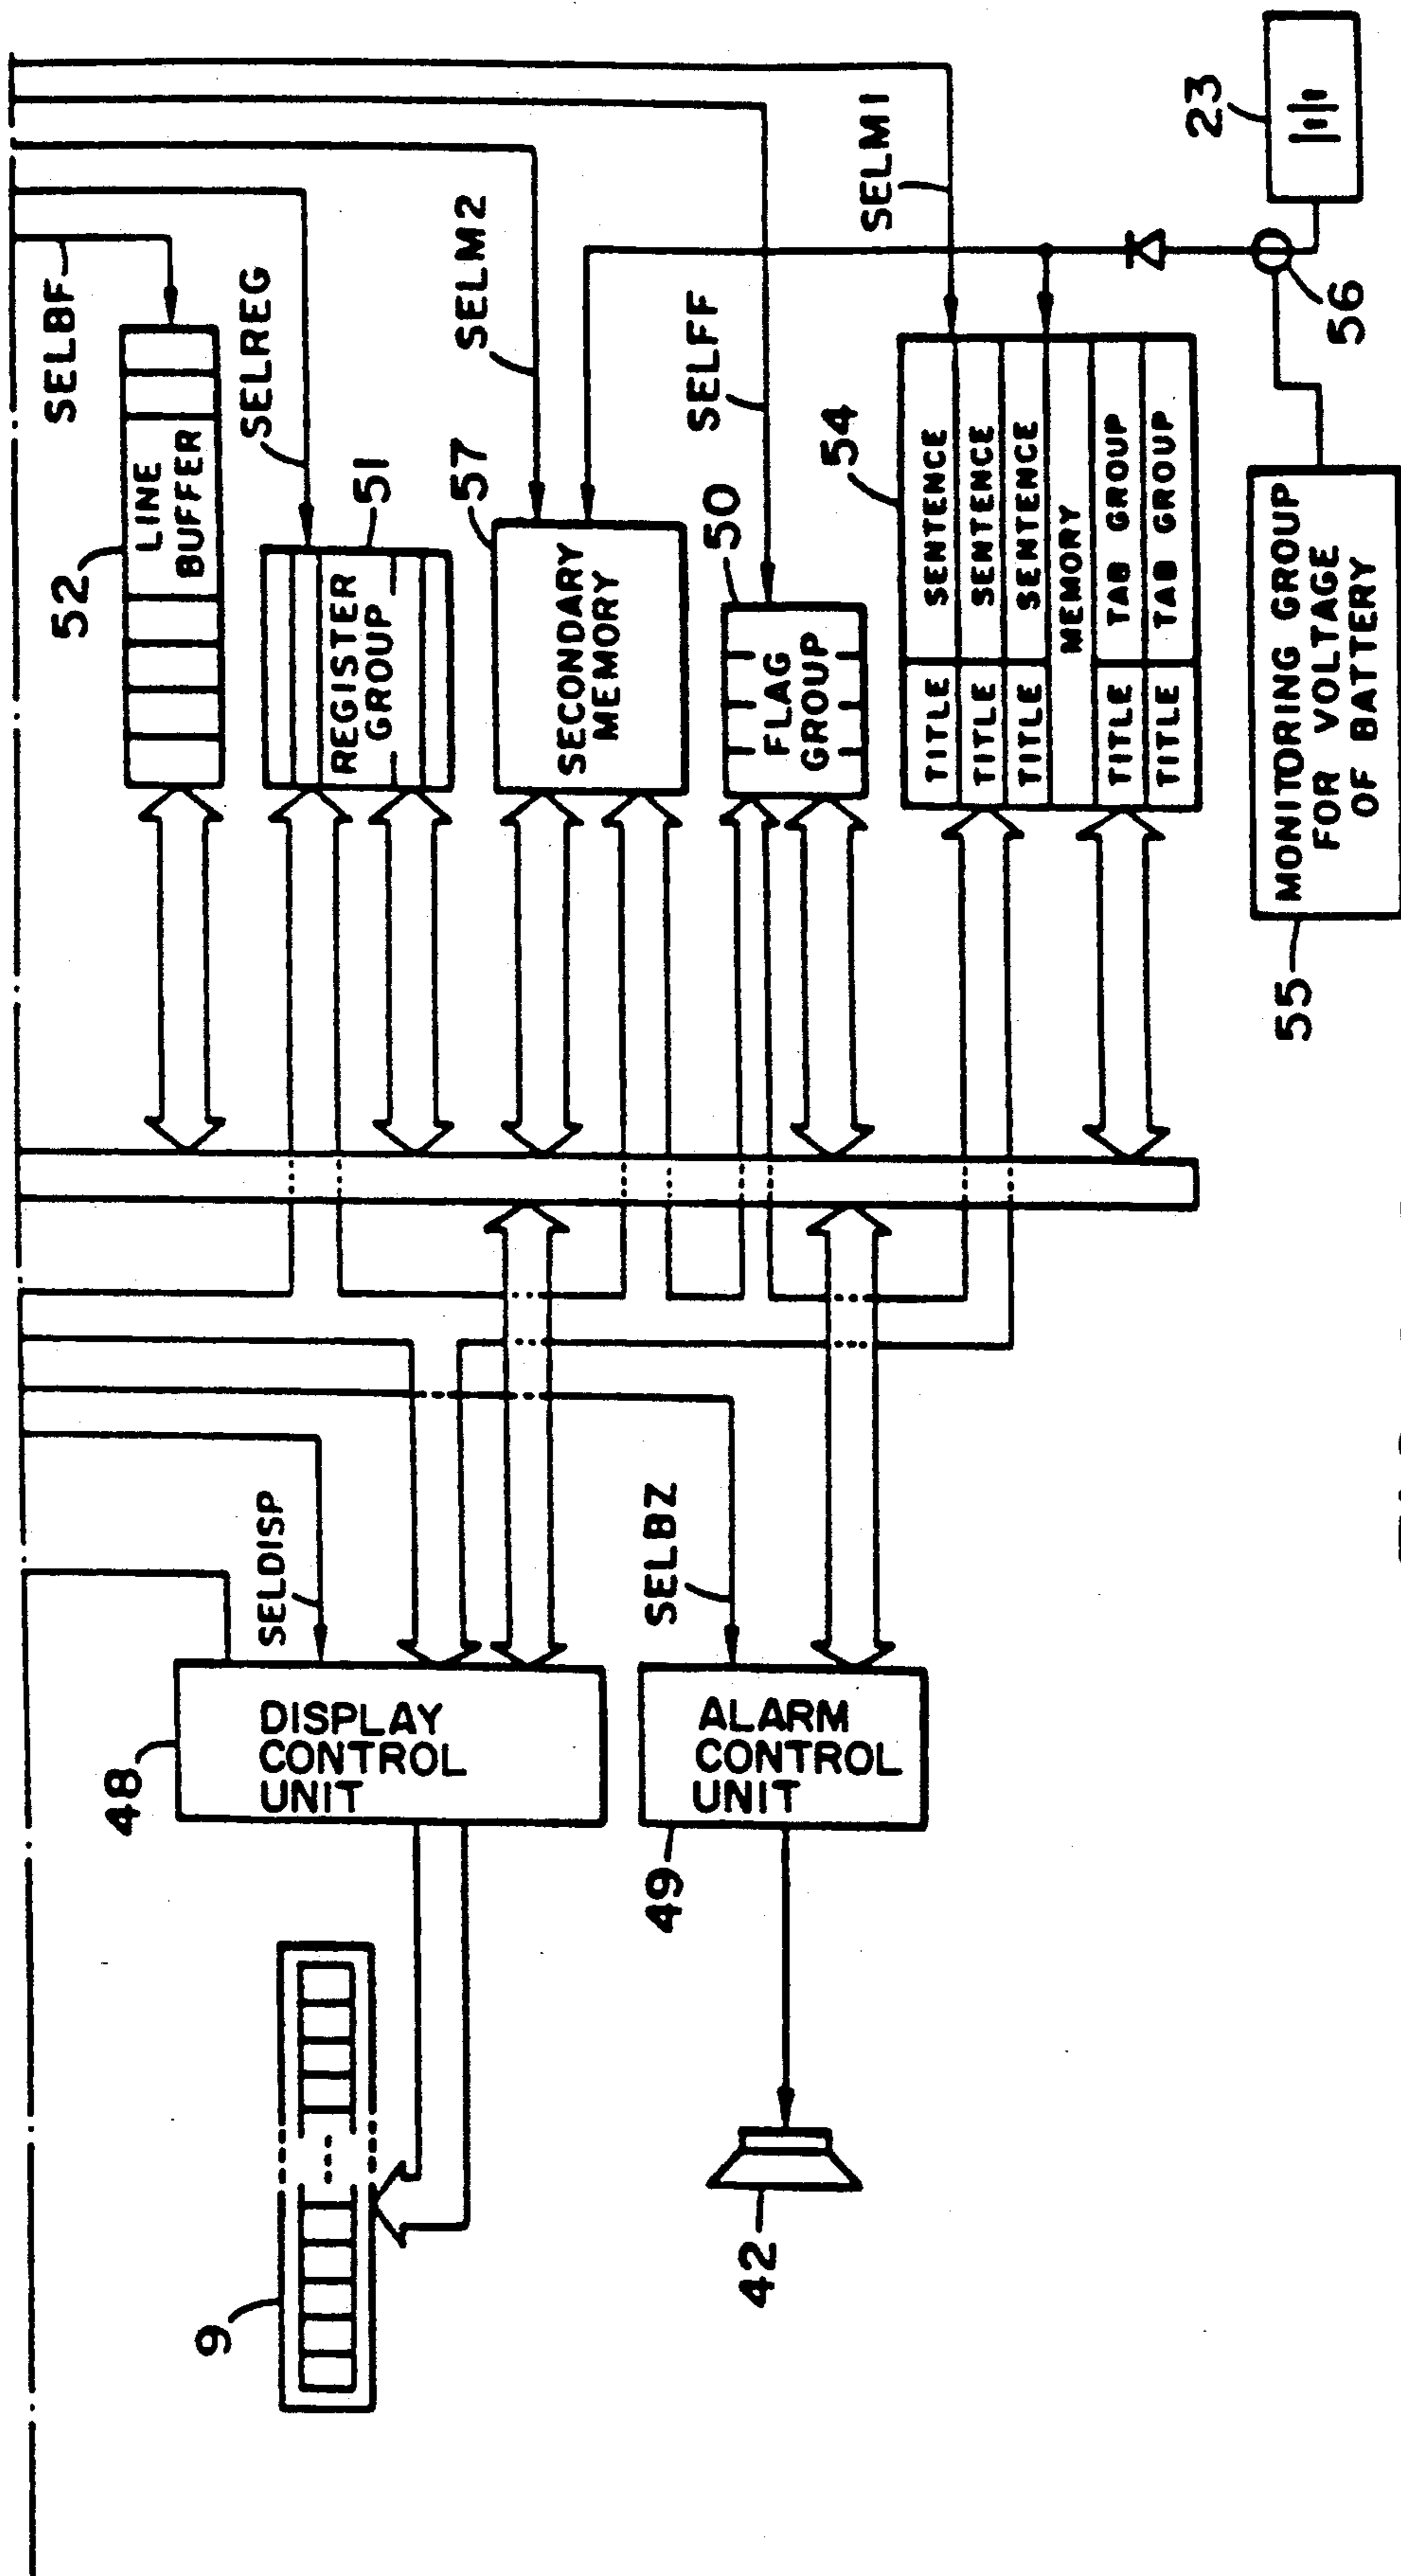 SELBF
52
LINE
BUFFER
SELREG
51
REGISTER
GROUP
SELM2
57
SECONDARY
MEMORY
SELFF
50
FLAG
GROUP
SELM1
54
TITLE SENTENCE
TITLE SENTENCE
TITLE SENTENCE
MEMORY
TITLE TAB GROUP
TITLE TAB GROUP
23
56
55
MONITORING GROUP
FOR VOLTAGE
OF BATTERY
SELDISP
48
DISPLAY
CONTROL
UNIT
SELBZ
49
ALARM
CONTROL
UNIT
9
42